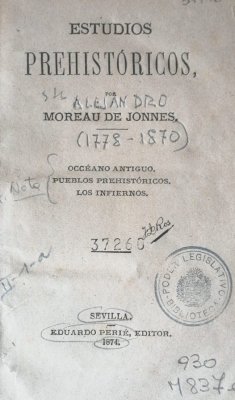 ESTUDIOS
PREHISTÓRICOS,
POR
ALEJANDRO
MOREAU DE JONNES.
(1778-1870)
OCCÉANO ANTIGUO.
Nota
PUEBLOS PREHISTÓRICOS.
LOS INFIERNOS.
37260
PODER LEGISLATIVO
BIBLIOTECA
SEVILLA.
EDUARDO PERIÉ, EDITOR.
1874.
930
M837e